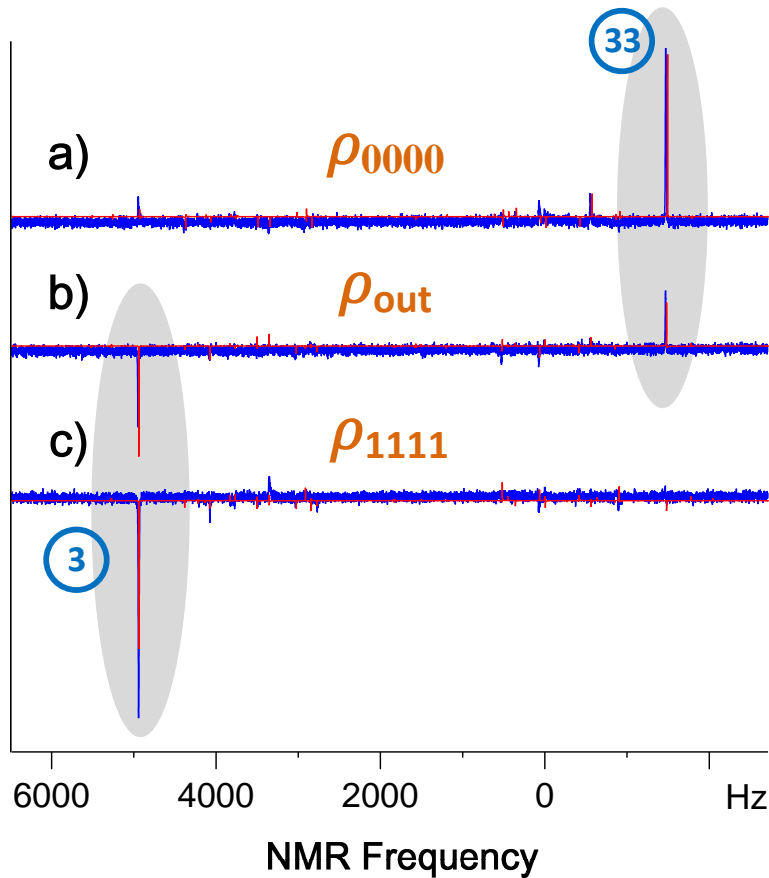 33
a) ρ0000
b) ρout
c) ρ1111
3
6000 4000 2000 0 Hz
NMR Frequency